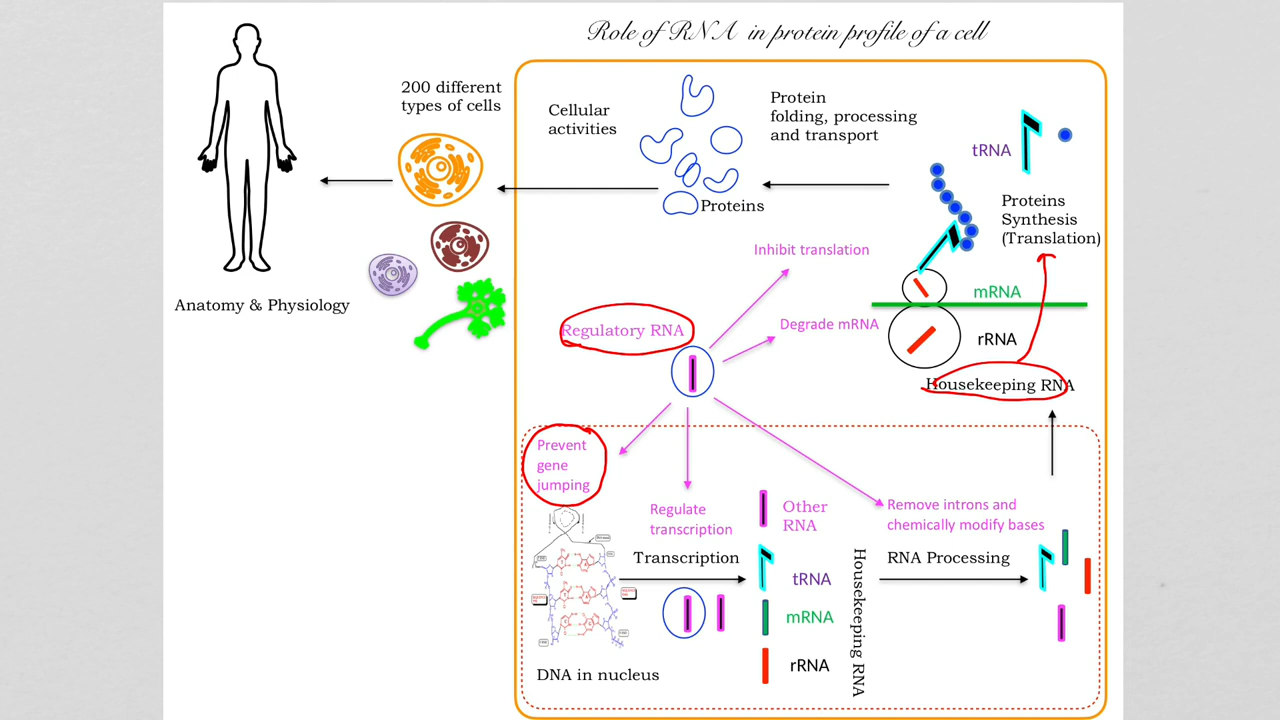 Role of RNA in protein profile of a cell
200 different
types of cells
Anatomy & Physiology
Cellular
activities
Proteins
Protein
folding, processing
and transport
tRNA
Proteins
Synthesis
(Translation)
mRNA
rRNA
Housekeeping RNA
Inhibit translation
Degrade mRNA
Regulatory RNA
Prevent
gene
jumping
Regulate
transcription
Remove introns and
chemically modify bases
Other
RNA
Transcription
tRNA
mRNA
rRNA
Housekeeping RNA
RNA Processing
DNA in nucleus